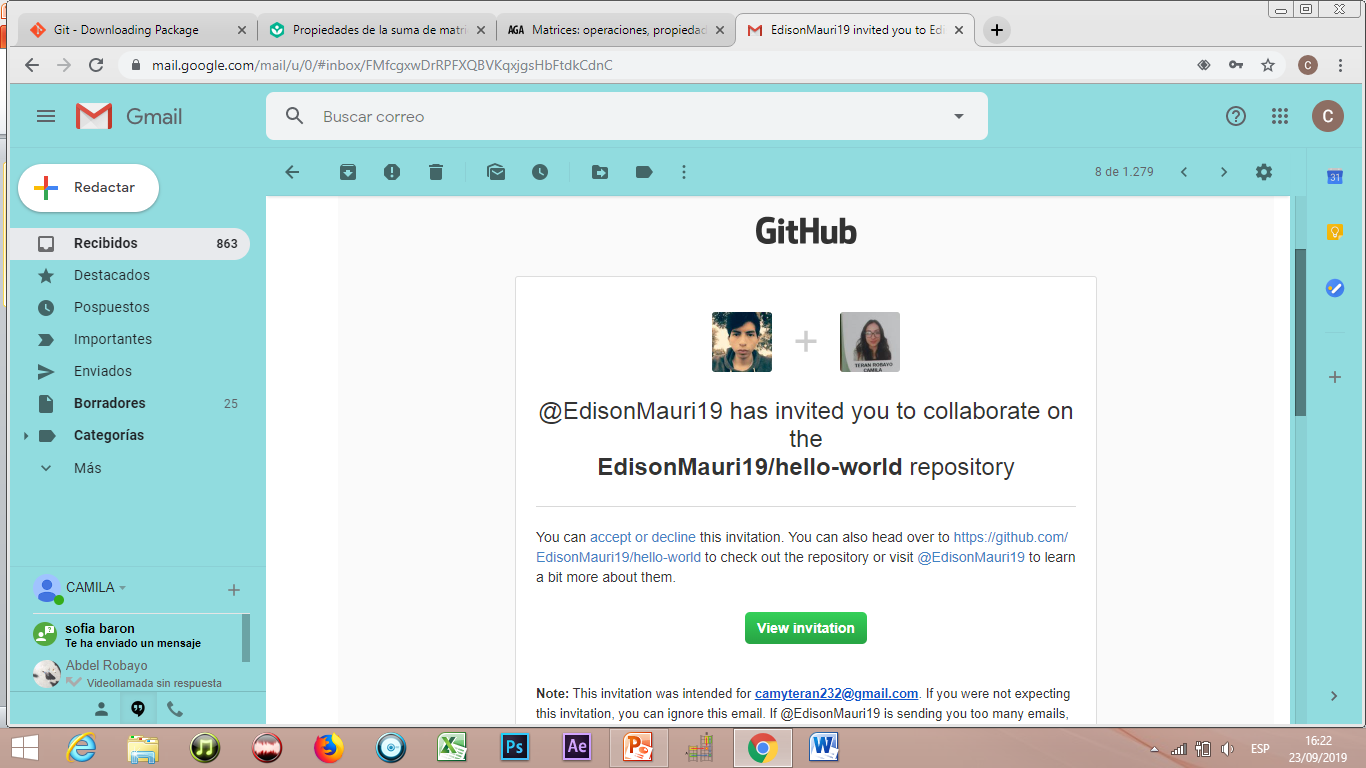 Git - Downloading Package
Propiedades de la suma de matri
AGA Matrices: operaciones, propiedad
EdisonMauri19 invited you to Edi
mail.google.com/mail/u/0/#inbox/FMfcgxwDrRPFXQBVKqxjgsHbFtdkCdnC
C
Gmail
Buscar correo
C
Redactar
8 de 1.279
31
Recibidos 863
Destacados
Pospuestos
Importantes
Enviados
Borradores 25
Categorías
Más
GitHub
TERAN ROBAYO
CAMILA
@EdisonMauri19 has invited you to collaborate on
the
EdisonMauri19/hello-world repository
You can accept or decline this invitation. You can also head over to https://github.com/
EdisonMauri19/hello-world to check out the repository or visit @EdisonMauri19 to learn
a bit more about them.
View invitation
Note: This invitation was intended for camyteran232@gmail.com. If you were not expecting
this invitation, you can ignore this email. If @EdisonMauri19 is sending you too many emails,
CAMILA
sofia baron
Te ha enviado un mensaje
Abdel Robayo
Videollamada sin respuesta
Ps
Ae
ESP
16:22
23/09/2019